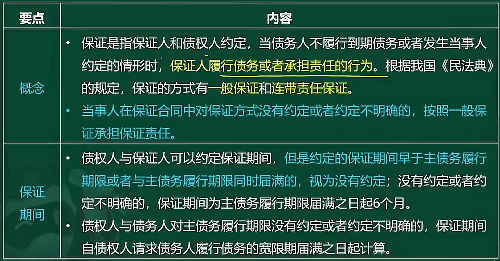 要点 内容
概念
• 保证是指保证人和债权人约定，当债务人不履行到期债务或者发生当事人
约定的情形时，保证人履行债务或者承担责任的行为。根据我国《民法典》
的规定，保证的方式有一般保证和连带责任保证。
• 当事人在保证合同中对保证方式没有约定或者约定不明确的，按照一般保
证承担保证责任。
保证
期间
• 债权人与保证人可以约定保证期间，但是约定的保证期间早于主债务履行
期限或者与主债务履行期限同时届满的，视为没有约定；没有约定或者约
定不明确的，保证期间为主债务履行期限届满之日起6个月。
• 债权人与债务人对主债务履行期限没有约定或者约定不明确的，保证期间
自债权人请求债务人履行债务的宽限期届满之日起计算。